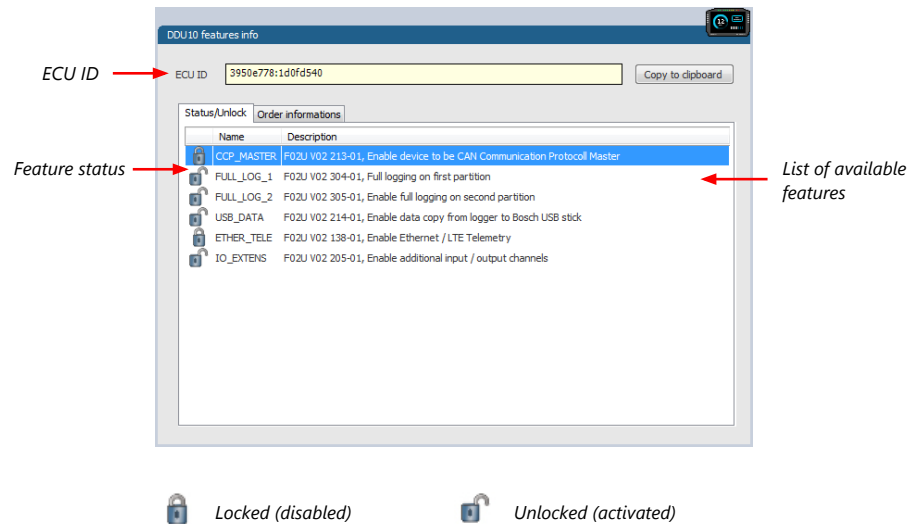 DDU10 features info
ECU ID
ECU ID
3950e778:1d0fd540
Copy to clipboard
Status/Unlock
Order informations
Name
Description
CCP_MASTER F02U V02 213-01, Enable device to be CAN Communication Protocoll Master
Feature status
FULL_LOG_1 F02U V02 304-01, Full logging on first partition
List of available
features
FULL_LOG_2 F02U V02 305-01, Enable full logging on second partition
USB_DATA F02U V02 214-01, Enable data copy from logger to Bosch USB stick
ETHER_TELE F02U V02 138-01, Enable Ethernet / LTE Telemetry
IO_EXTENS F02U V02 205-01, Enable additional input / output channels
Locked (disabled)
Unlocked (activated)